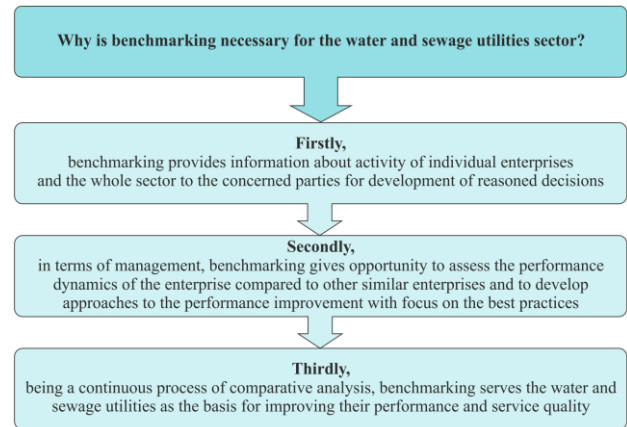 Why is benchmarking necessary for the water and sewage utilities sector?
Firstly,
benchmarking provides information about activity of individual enterprises
and the whole sector to the concerned parties for development of reasoned decisions
Secondly,
in terms of management, benchmarking gives opportunity to assess the performance
dynamics of the enterprise compared to other similar enterprises and to develop
approaches to the performance improvement with focus on the best practices
Thirdly,
being a continuous process of comparative analysis, benchmarking serves the water and
sewage utilities as the basis for improving their performance and service quality